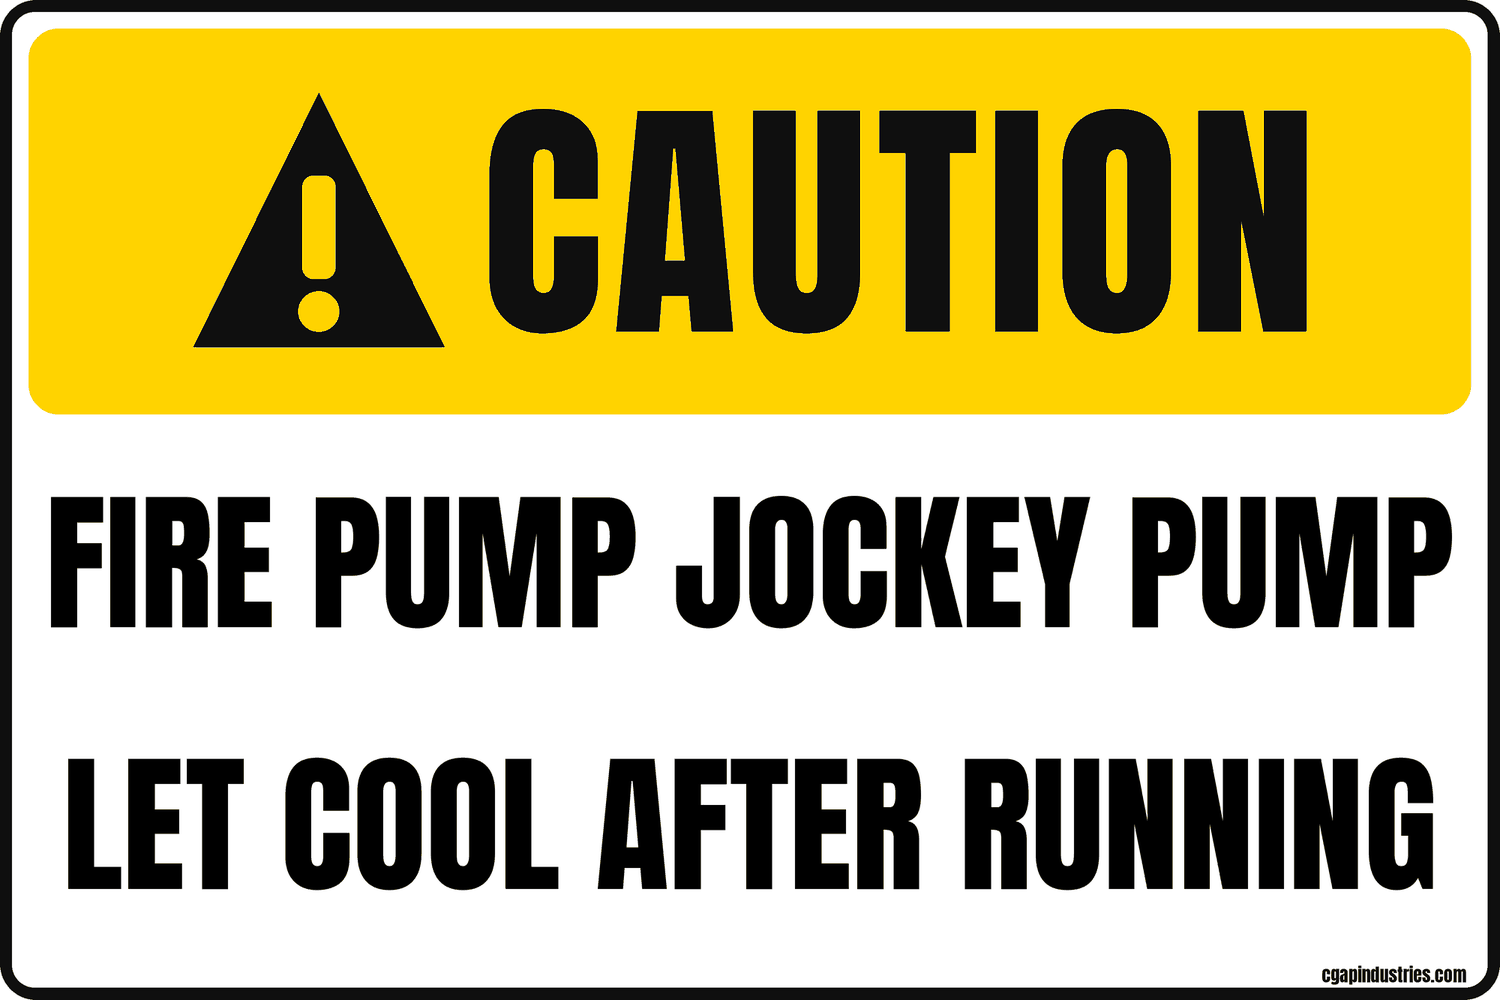 CAUTION
FIRE PUMP JOCKEY PUMP
LET COOL AFTER RUNNING
cgapindustries.com